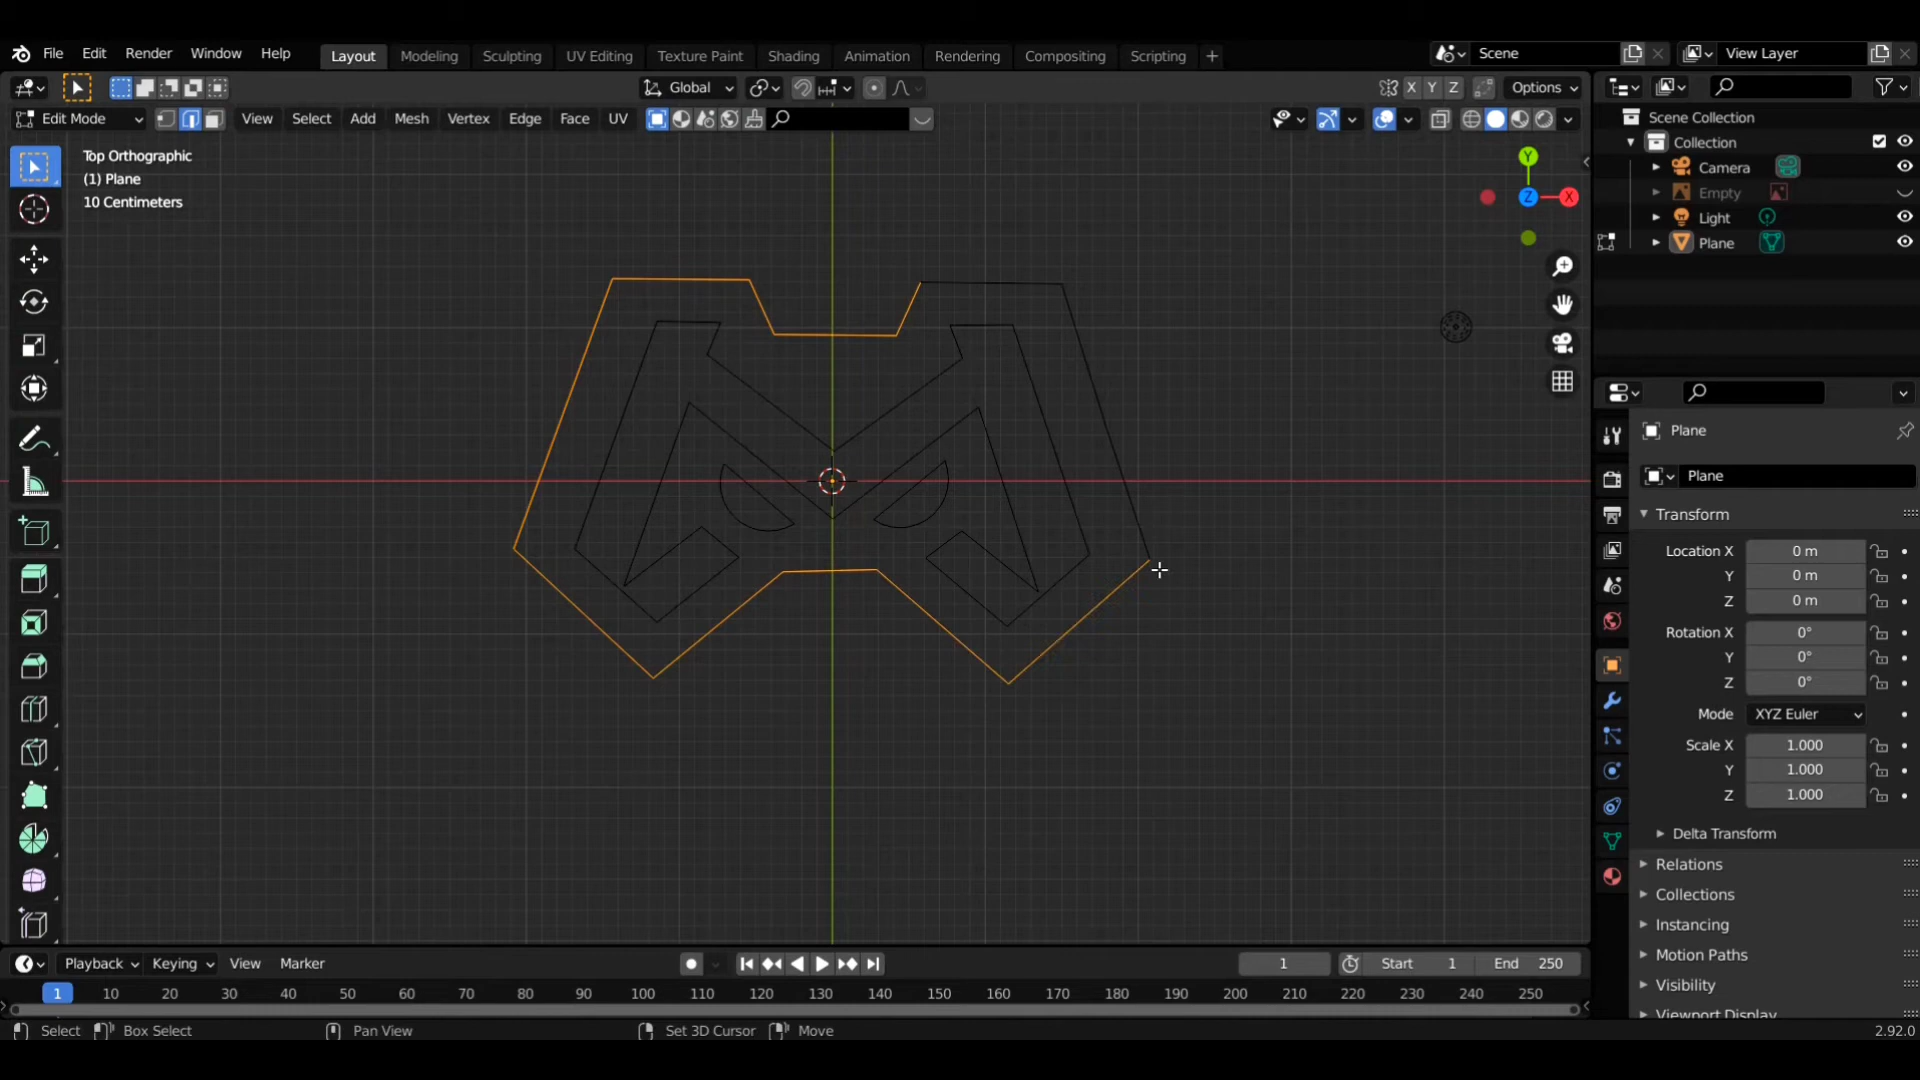 File Edit Render Window Help Layout Modeling Sculpting UV Editing Texture Paint Shading Animation Rendering Compositing Scripting + Scene View Layer
Global X Y Z Options
Edit Mode View Select Add Mesh Vertex Edge Face UV
Scene Collection
Collection
Camera
Empty
Light
Plane
Top Orthographic
(1) Plane
10 Centimeters
Y
Z
X
Plane
Plane
Transform
Location X 0 m
Y 0 m
Z 0 m
Rotation X 0°
Y 0°
Z 0°
Mode XYZ Euler
Scale X 1.000
Y 1.000
Z 1.000
Delta Transform
Relations
Collections
Instancing
Motion Paths
Visibility
Viewport Display
Playback Keying View Marker 1 Start 1 End 250
1 10 20 30 40 50 60 70 80 90 100 110 120 130 140 150 160 170 180 190 200 210 220 230 240 250
Select Box Select Pan View Set 3D Cursor Move 2.92.0